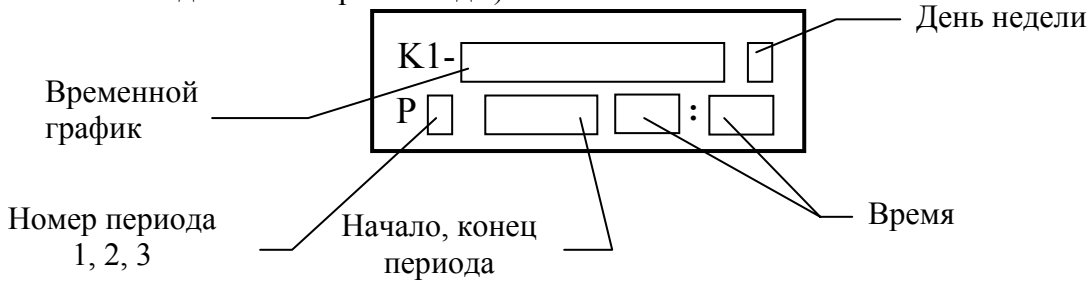 День недели
К1-
Временной
график
Р
:
Номер периода
1, 2, 3
Начало, конец
периода
Время